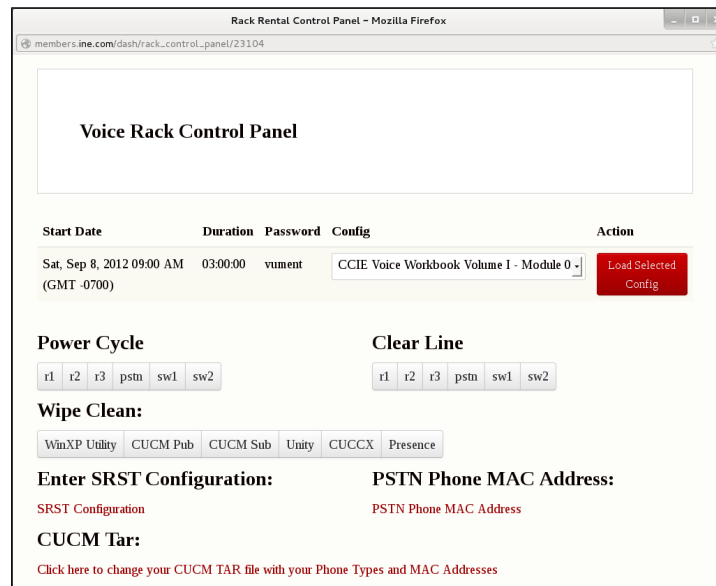 Rack Rental Control Panel - Mozilla Firefox
members.ine.com/dash/rack_control_panel/23104
Voice Rack Control Panel
Start Date Duration Password Config Action
Sat, Sep 8, 2012 09:00 AM (GMT -0700) 03:00:00 vument CCIE Voice Workbook Volume I - Module 0 Load Selected Config
Power Cycle
r1 r2 r3 pstn sw1 sw2
Clear Line
r1 r2 r3 pstn sw1 sw2
Wipe Clean:
WinXP Utility CUCM Pub CUCM Sub Unity CUCCX Presence
Enter SRST Configuration:
SRST Configuration
PSTN Phone MAC Address:
PSTN Phone MAC Address
CUCM Tar:
Click here to change your CUCM TAR file with your Phone Types and MAC Addresses